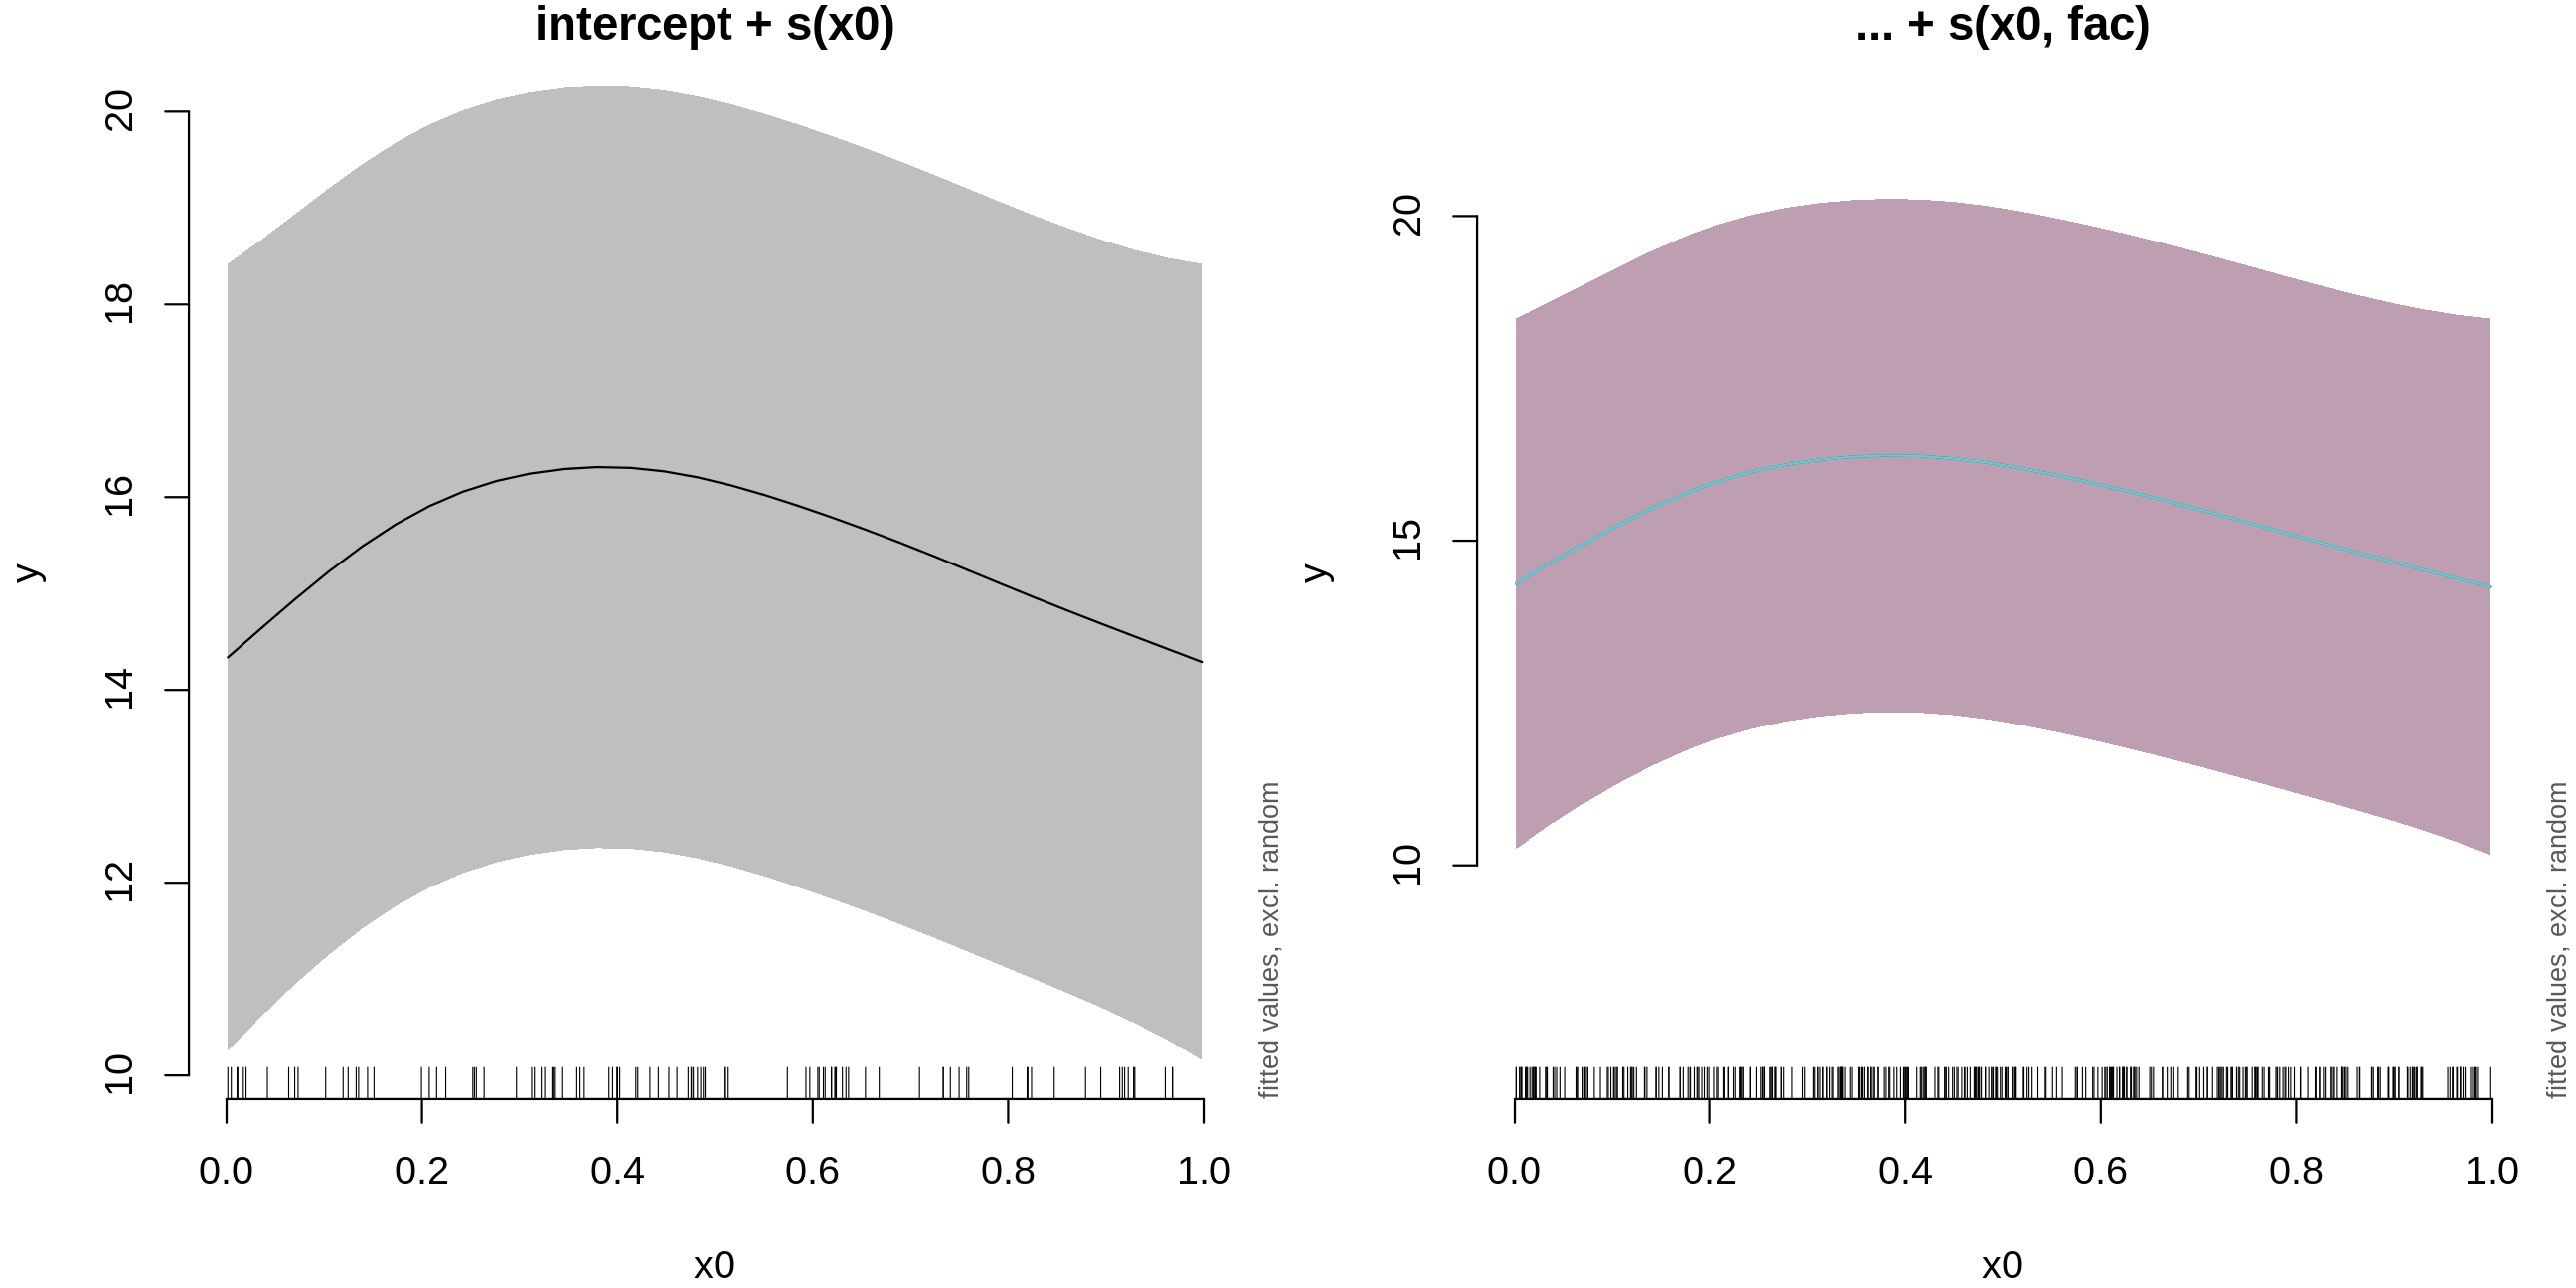 intercept + s(x0)
y
20
18
16
14
12
10
0.0 0.2 0.4 0.6 0.8 1.0
x0
fitted values, excl. random
... + s(x0, fac)
y
20
15
10
0.0 0.2 0.4 0.6 0.8 1.0
x0
fitted values, excl. random